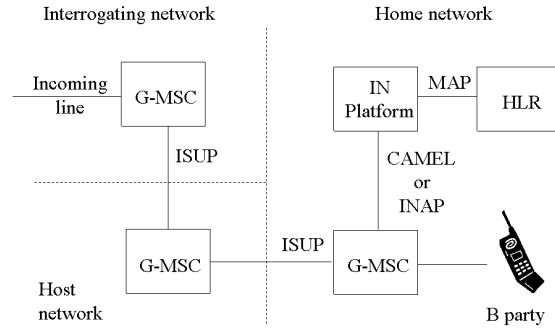 Interrogating network
Home network
Incoming
line
G-MSC
IN
Platform
MAP
HLR
ISUP
CAMEL
or
INAP
G-MSC
ISUP
G-MSC
Host
network
B party